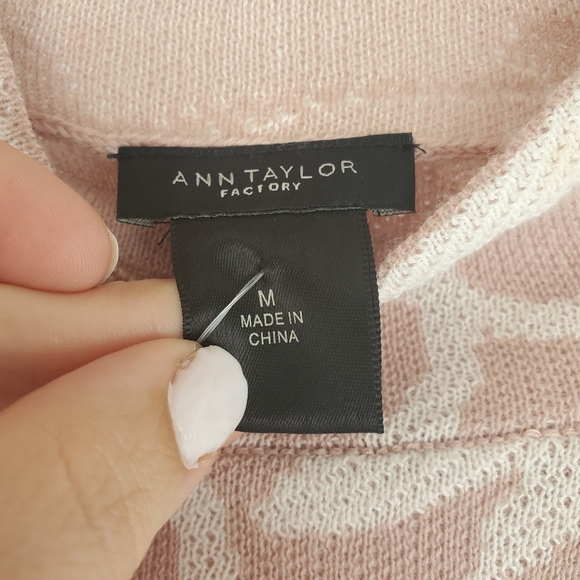 ANN TAYLOR
FACTORY
M
MADE IN
CHINA